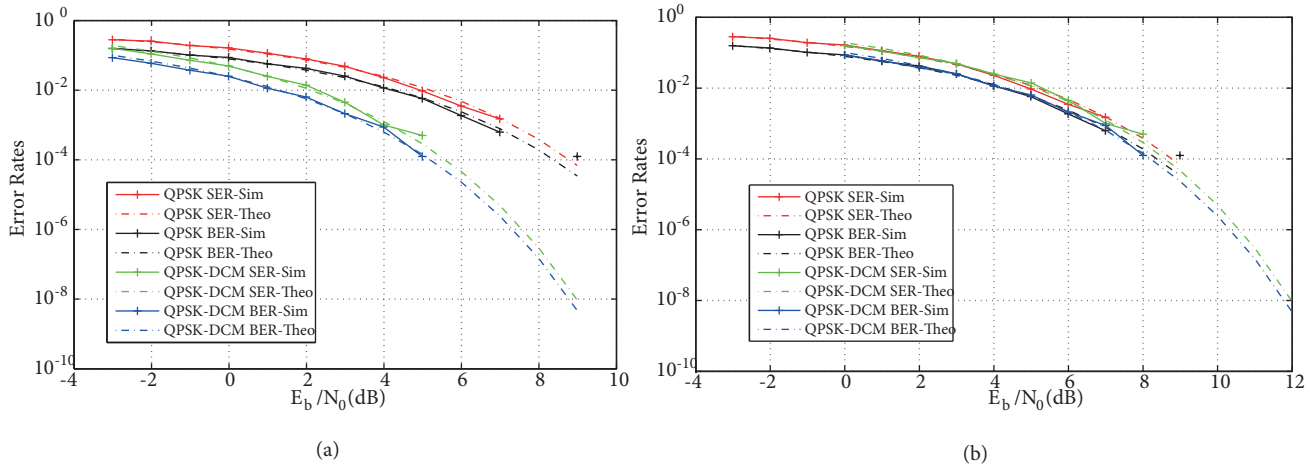 10^0
10^-2
10^-4
10^-6
10^-8
10^-10
Error Rates
QPSK SER-Sim
QPSK SER-Theo
QPSK BER-Sim
QPSK BER-Theo
QPSK-DCM SER-Sim
QPSK-DCM SER-Theo
QPSK-DCM BER-Sim
QPSK-DCM BER-Theo
-4 -2 0 2 4 6 8 10
E_b/N_0(dB)
(a)
10^0
10^-2
10^-4
10^-6
10^-8
10^-10
Error Rates
QPSK SER-Sim
QPSK SER-Theo
QPSK BER-Sim
QPSK BER-Theo
QPSK-DCM SER-Sim
QPSK-DCM SER-Theo
QPSK-DCM BER-Sim
QPSK-DCM BER-Theo
-4 -2 0 2 4 6 8 10 12
E_b/N_0(dB)
(b)